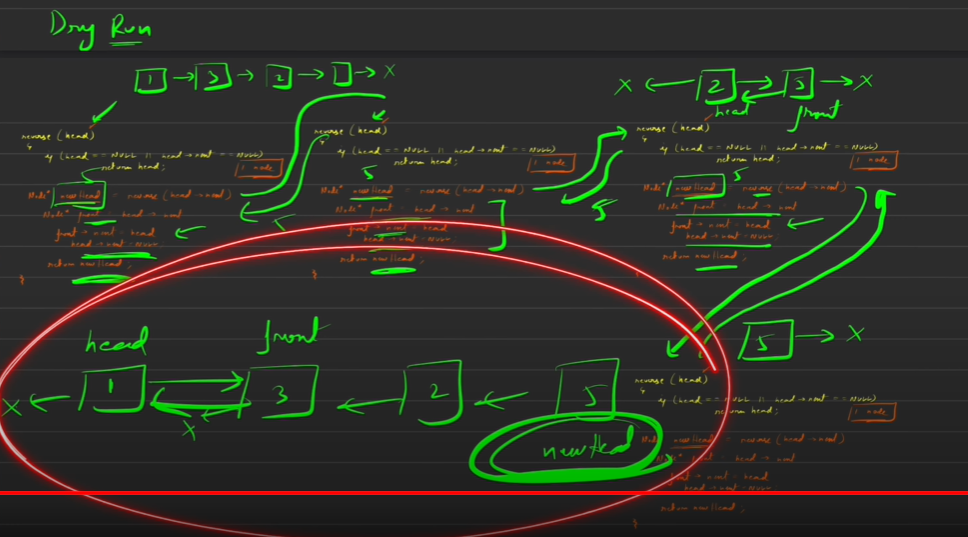 Dry Run
1 → 3 → 2 → → X
X ← 2 → 5 → X
head front
reverse (head)
{
if (head == NULL || head → next == NULL)
return head;
1 node
Node* newHead = reverse (head → next)
Node* front = head → next
front → next = head
head → next = NULL;
return newHead;
}
5
reverse (head)
{
if (head == NULL || head → next == NULL)
return head;
1 node
5
Node* newHead = reverse (head → next)
Node* front = head → next
front → next = head
head → next = NULL;
return newHead;
}
5
reverse (head)
{
if (head == NULL || head → next == NULL)
return head;
1 node
5
Node* newHead = reverse (head → next)
Node* front = head → next
front → next = head
head → next = NULL;
return newHead;
5 → X
head front
X ← 1 3 ← 2 ← 5
X
newHead
reverse (head)
{
if (head == NULL || head → next == NULL)
return head;
1 node
Node* newHead = reverse (head → next)
Node* front = head → next
front → next = head
head → next = NULL
return newHead;
}